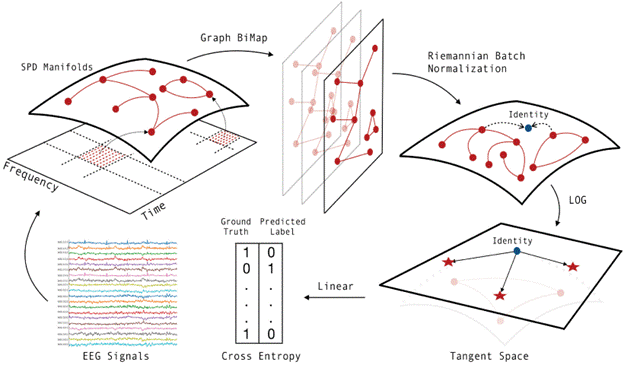 Graph BiMap
SPD Manifolds
Riemannian Batch
Normalization
Identity
Frequency
Time
LOG
Ground
Truth
Predicted
Label
1 0
0 1
. .
. .
. .
1 0
Identity
Linear
EEG Signals
Cross Entropy
Tangent Space